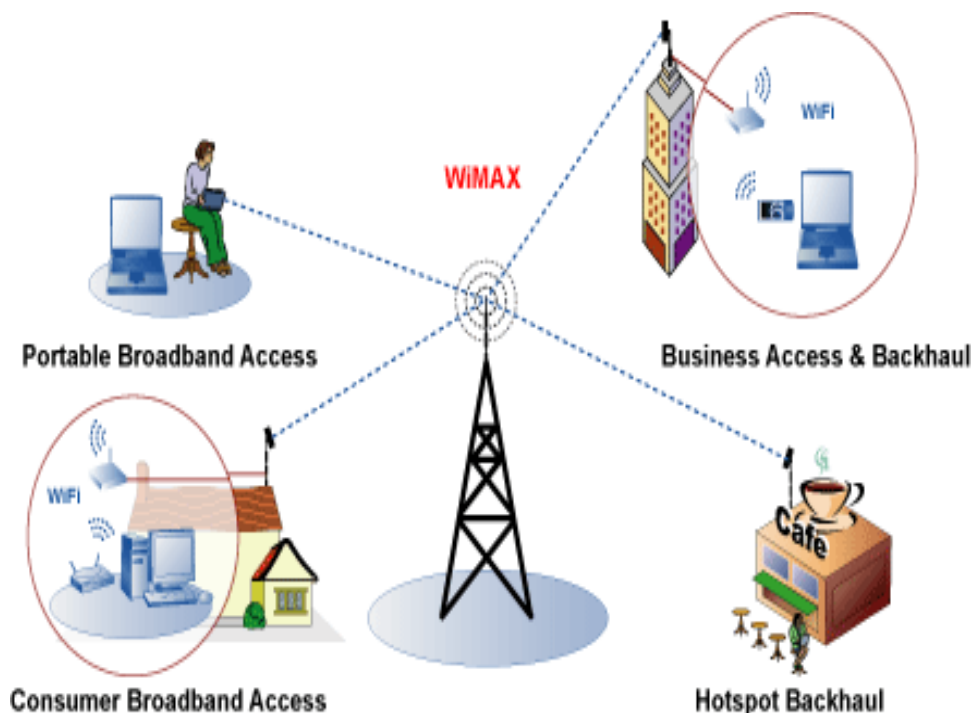 WiFi
WiMAX
Portable Broadband Access
Business Access & Backhaul
WiFi
Cafe
Consumer Broadband Access
Hotspot Backhaul